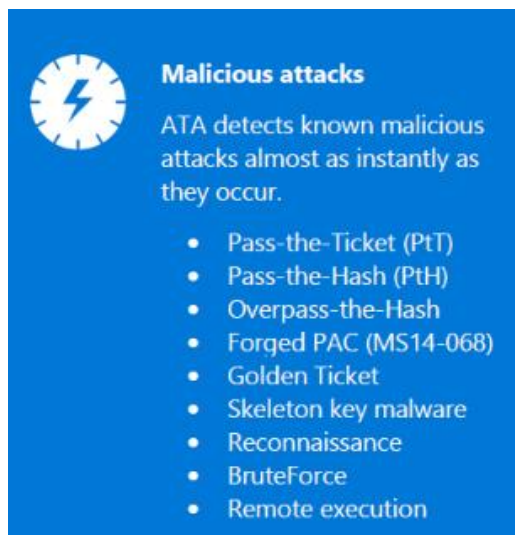 Malicious attacks
ATA detects known malicious
attacks almost as instantly as
they occur.
• Pass-the-Ticket (PtT)
• Pass-the-Hash (PtH)
• Overpass-the-Hash
• Forged PAC (MS14-068)
• Golden Ticket
• Skeleton key malware
• Reconnaissance
• BruteForce
• Remote execution